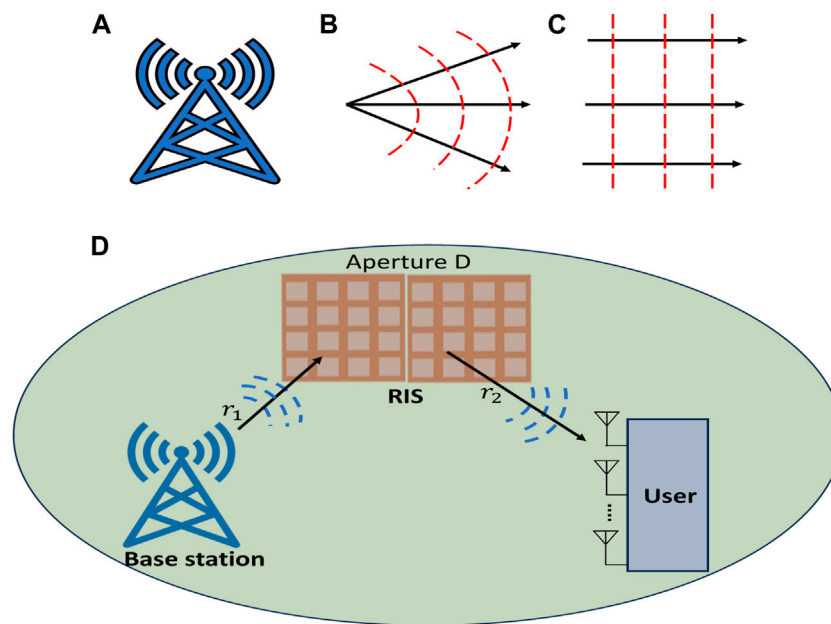 A
B
C
D
Aperture D
r₁
RIS
r₂
Base station
User